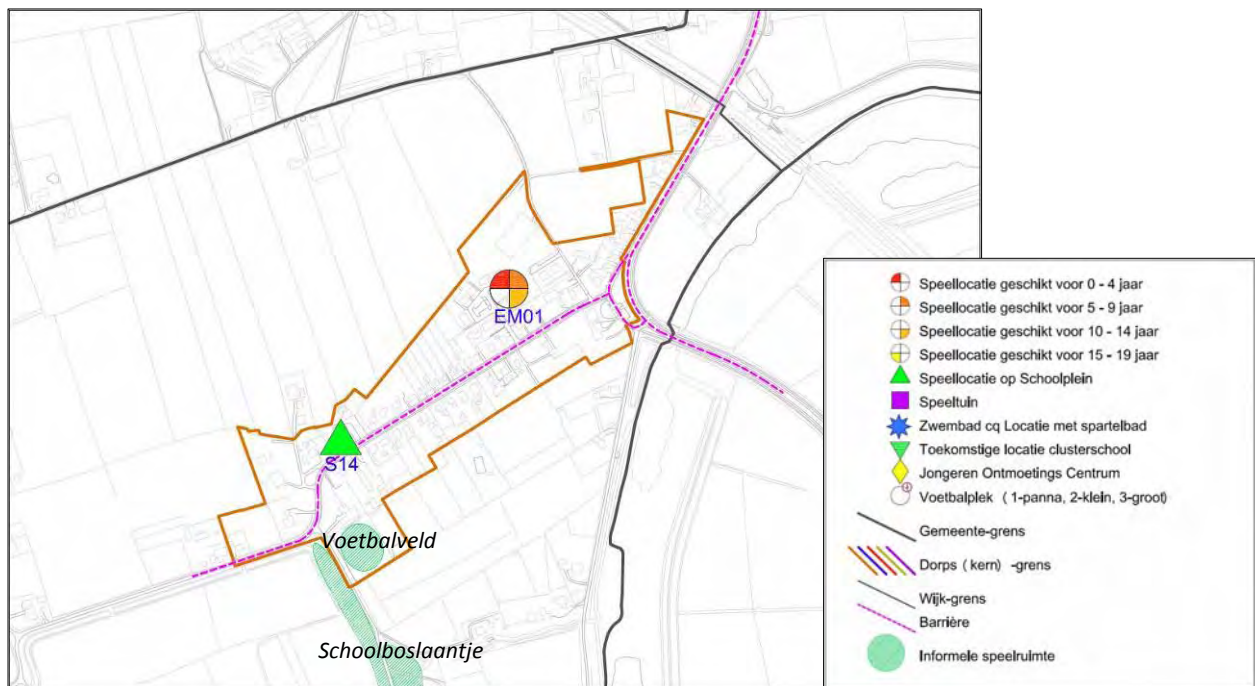 EM01
S14
Voetbalveld
Schoolboslaantje
Speellocatie geschikt voor 0 - 4 jaar
Speellocatie geschikt voor 5 - 9 jaar
Speellocatie geschikt voor 10 - 14 jaar
Speellocatie geschikt voor 15 - 19 jaar
Speellocatie op Schoolplein
Speeltuin
Zwembad cq Locatie met spartelbad
Toekomstige locatie clusterschool
Jongeren Ontmoetings Centrum
Voetbalplek ( 1-panna, 2-klein, 3-groot)
Gemeente-grens
Dorps ( kern) -grens
Wijk-grens
Barrière
Informele speelruimte